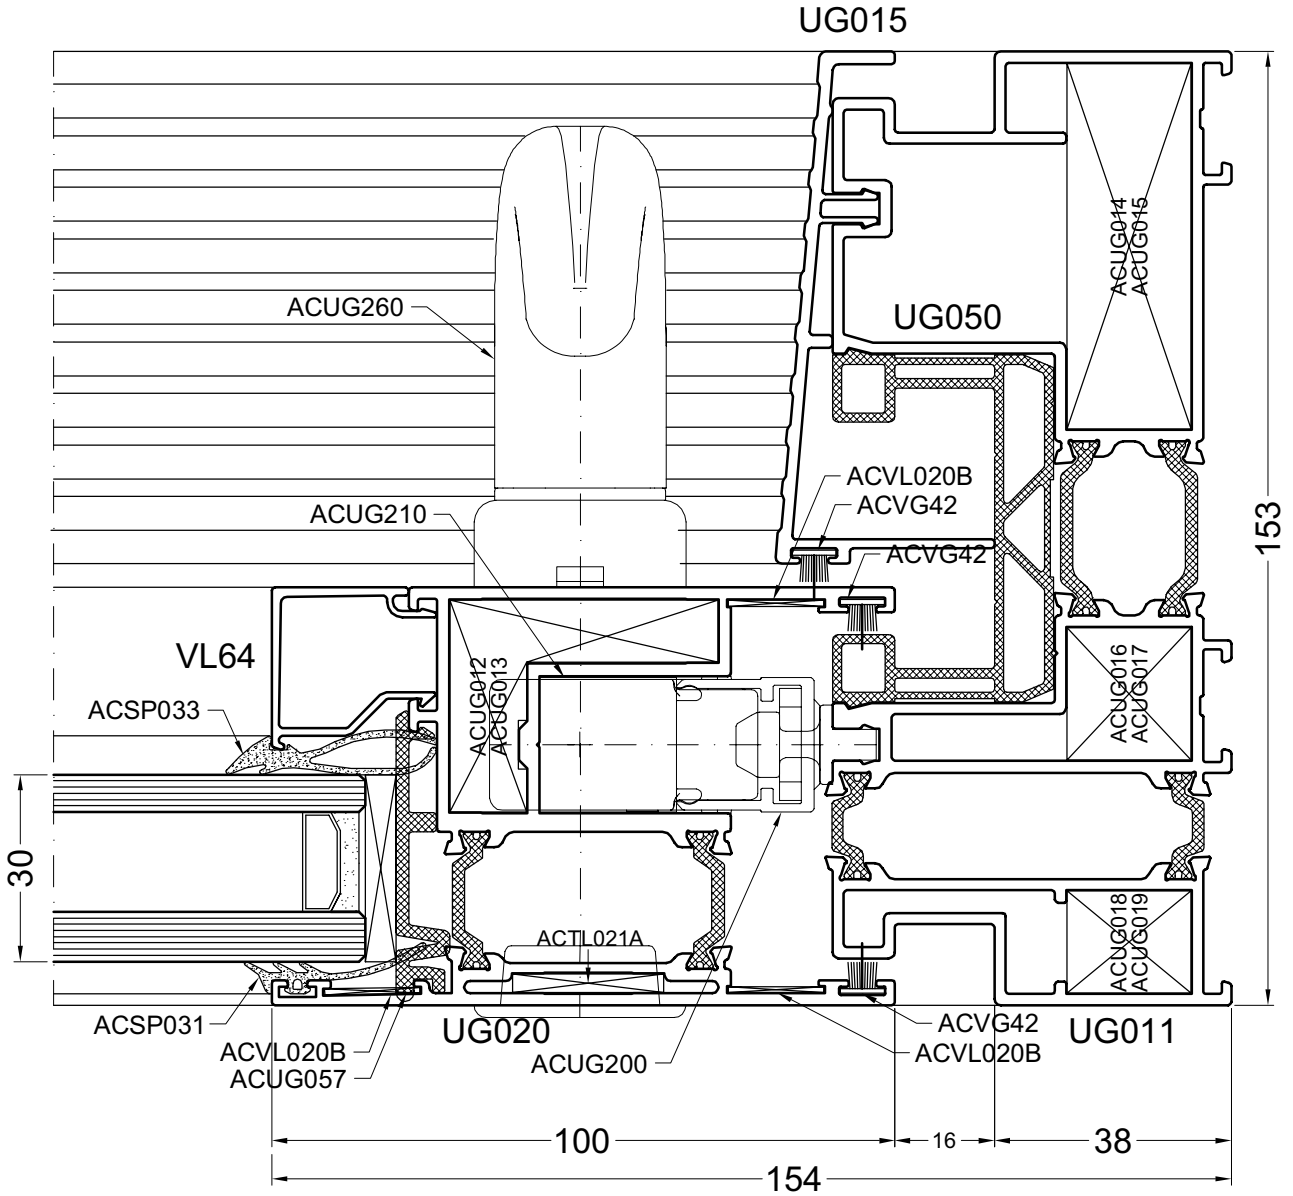 UG015
ACUG014
ACUG015
ACUG260
UG050
ACVL020B
ACVG42
ACUG210
153
ACVG42
VL64
ACUG012
ACUG013
ACUG016
ACUG017
ACSP033
30
ACTL021A
ACUG018
ACUG019
ACSP031
UG020
ACVG42
UG011
ACVL020B
ACUG200
ACVL020B
ACUG057
100
16
38
154